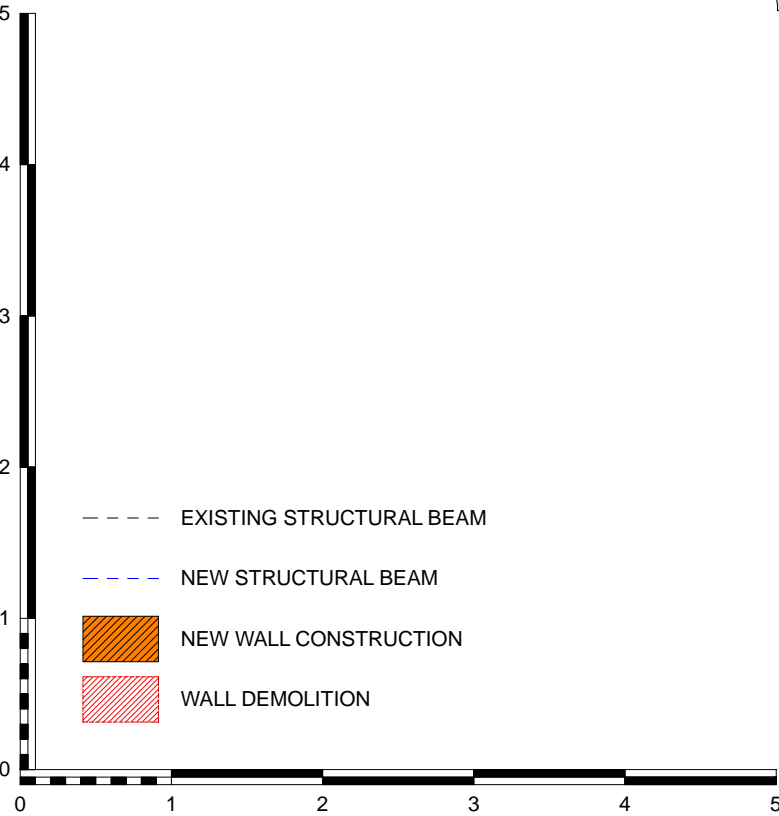 5
4
3
2
EXISTING STRUCTURAL BEAM
NEW STRUCTURAL BEAM
1
NEW WALL CONSTRUCTION
WALL DEMOLITION
0
0 1 2 3 4 5